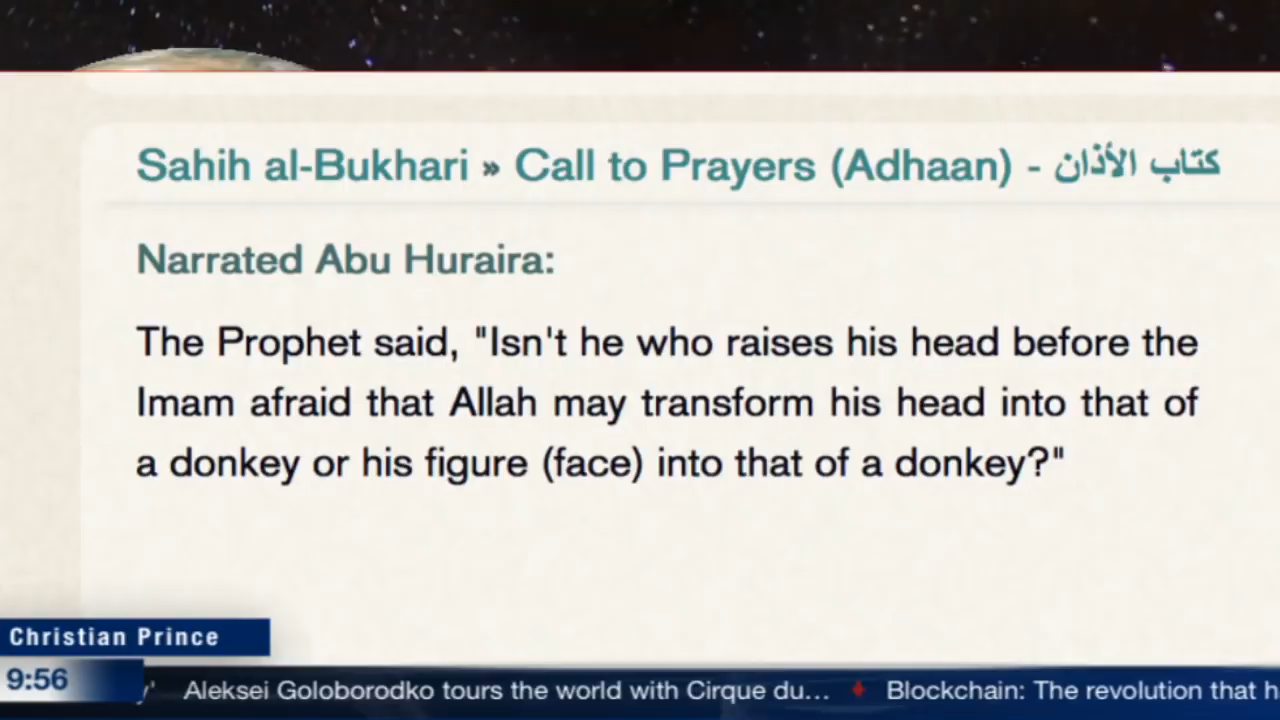 Sahih al-Bukhari » Call to Prayers (Adhaan) - كتاب الأذان
Narrated Abu Huraira:
The Prophet said, "Isn't he who raises his head before the
Imam afraid that Allah may transform his head into that of
a donkey or his figure (face) into that of a donkey?"
Christian Prince
9:56
Aleksei Goloborodko tours the world with Cirque du... ♦ Blockchain: The revolution that h